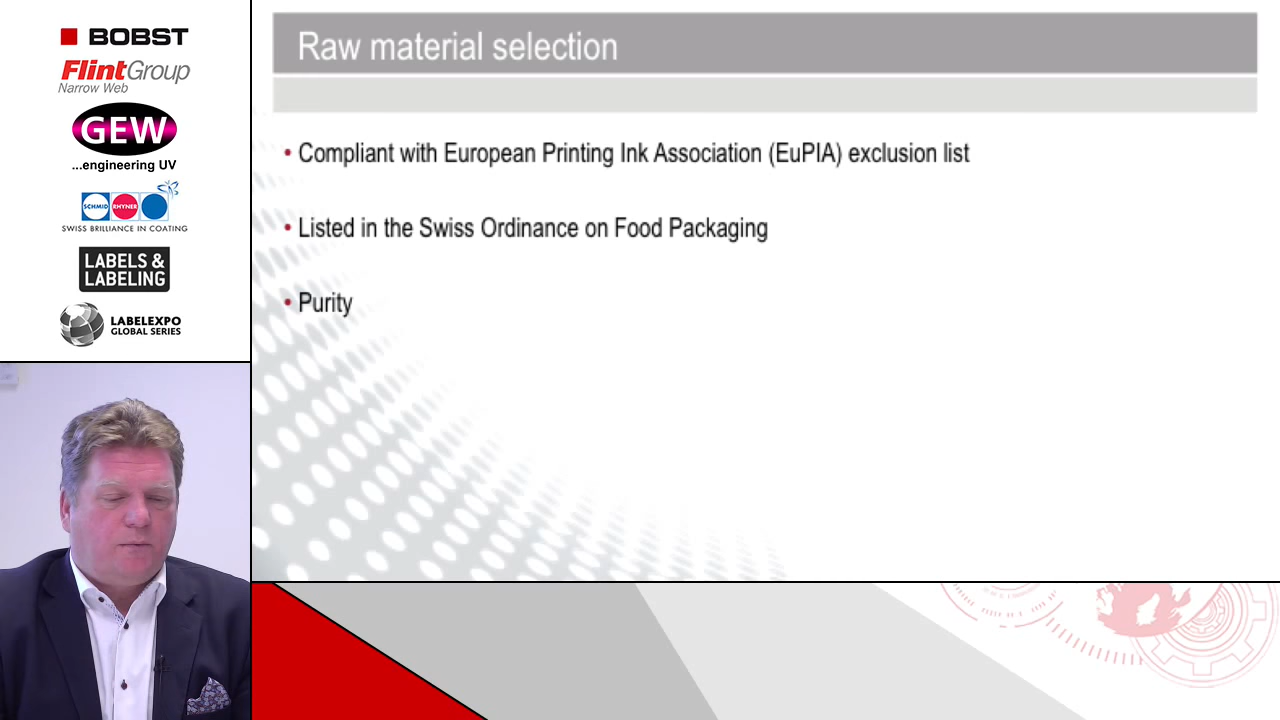 BOBST
FlintGroup
Narrow Web
GEW
...engineering UV
SCHMID
RHYNER
SWISS BRILLIANCE IN COATING
LABELS &
LABELING
LABELEXPO
GLOBAL SERIES
Raw material selection
• Compliant with European Printing Ink Association (EuPIA) exclusion list
• Listed in the Swiss Ordinance on Food Packaging
• Purity